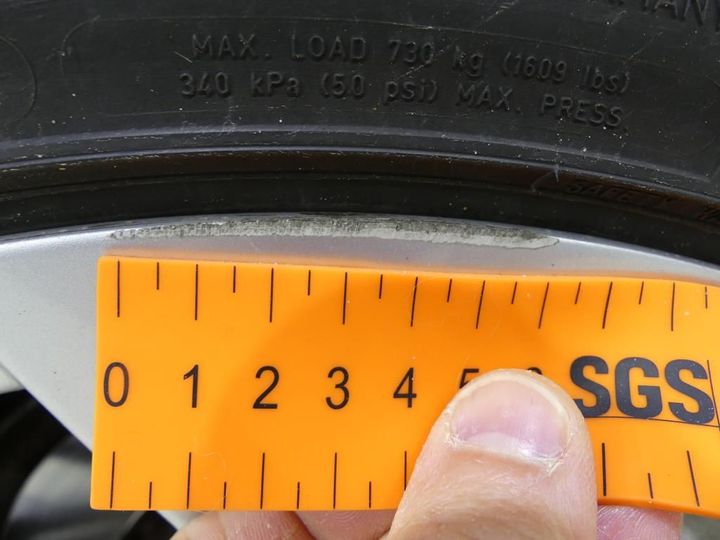 MAX. LOAD 730 kg (1609 lbs)
340 kPa (50 psi) MAX. PRESS.
0 1 2 3 4 5 SGS